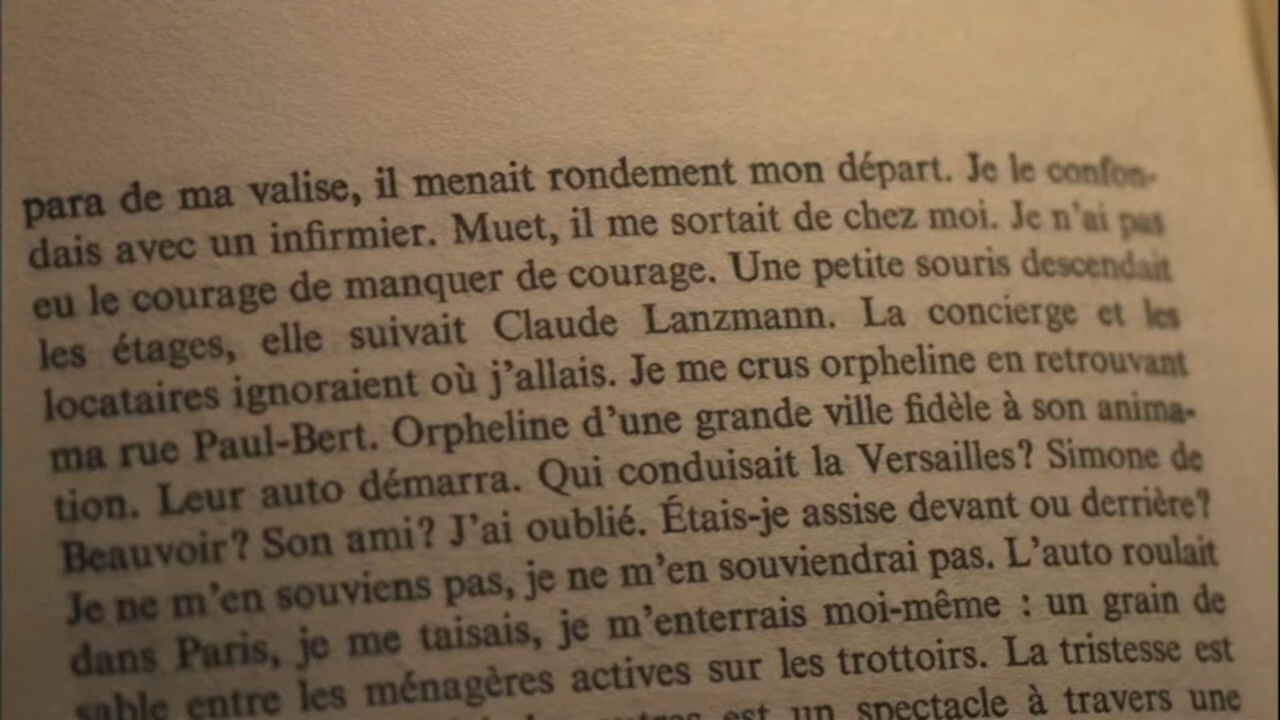 para de ma valise, il menait rondement mon départ. Je le confon-
dais avec un infirmier. Muet, il me sortait de chez moi. Je n'ai pas
eu le courage de manquer de courage. Une petite souris descendait
les étages, elle suivait Claude Lanzmann. La concierge et les
locataires ignoraient où j'allais. Je me crus orpheline en retrouvant
ma rue Paul-Bert. Orpheline d'une grande ville fidèle à son anima-
tion. Leur auto démarra. Qui conduisait la Versailles? Simone de
Beauvoir? Son ami? J'ai oublié. Étais-je assise devant ou derrière?
Je ne m'en souviens pas, je ne m'en souviendrai pas. L'auto roulait
dans Paris, je me taisais, je m'enterrais moi-même : un grain de
sable entre les ménagères actives sur les trottoirs. La tristesse est
est un spectacle à travers une